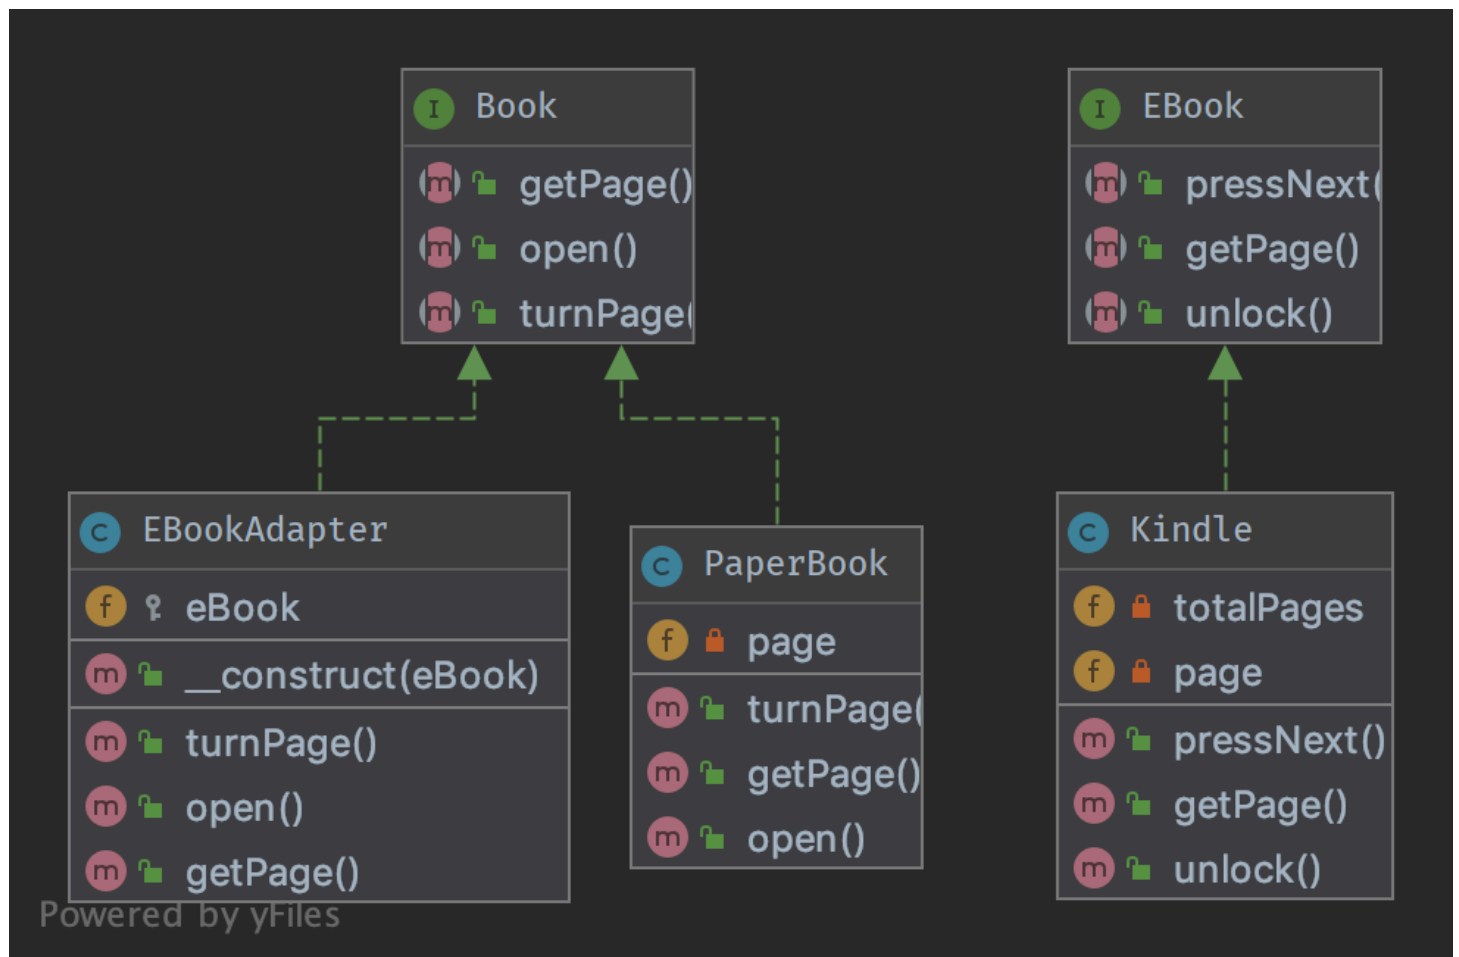 Book
getPage()
open()
turnPage(
EBook
pressNext(
getPage()
unlock()
EBookAdapter
eBook
__construct(eBook)
turnPage()
open()
getPage()
PaperBook
page
turnPage(
getPage()
open()
Kindle
totalPages
page
pressNext()
getPage()
unlock()
Powered by yFiles